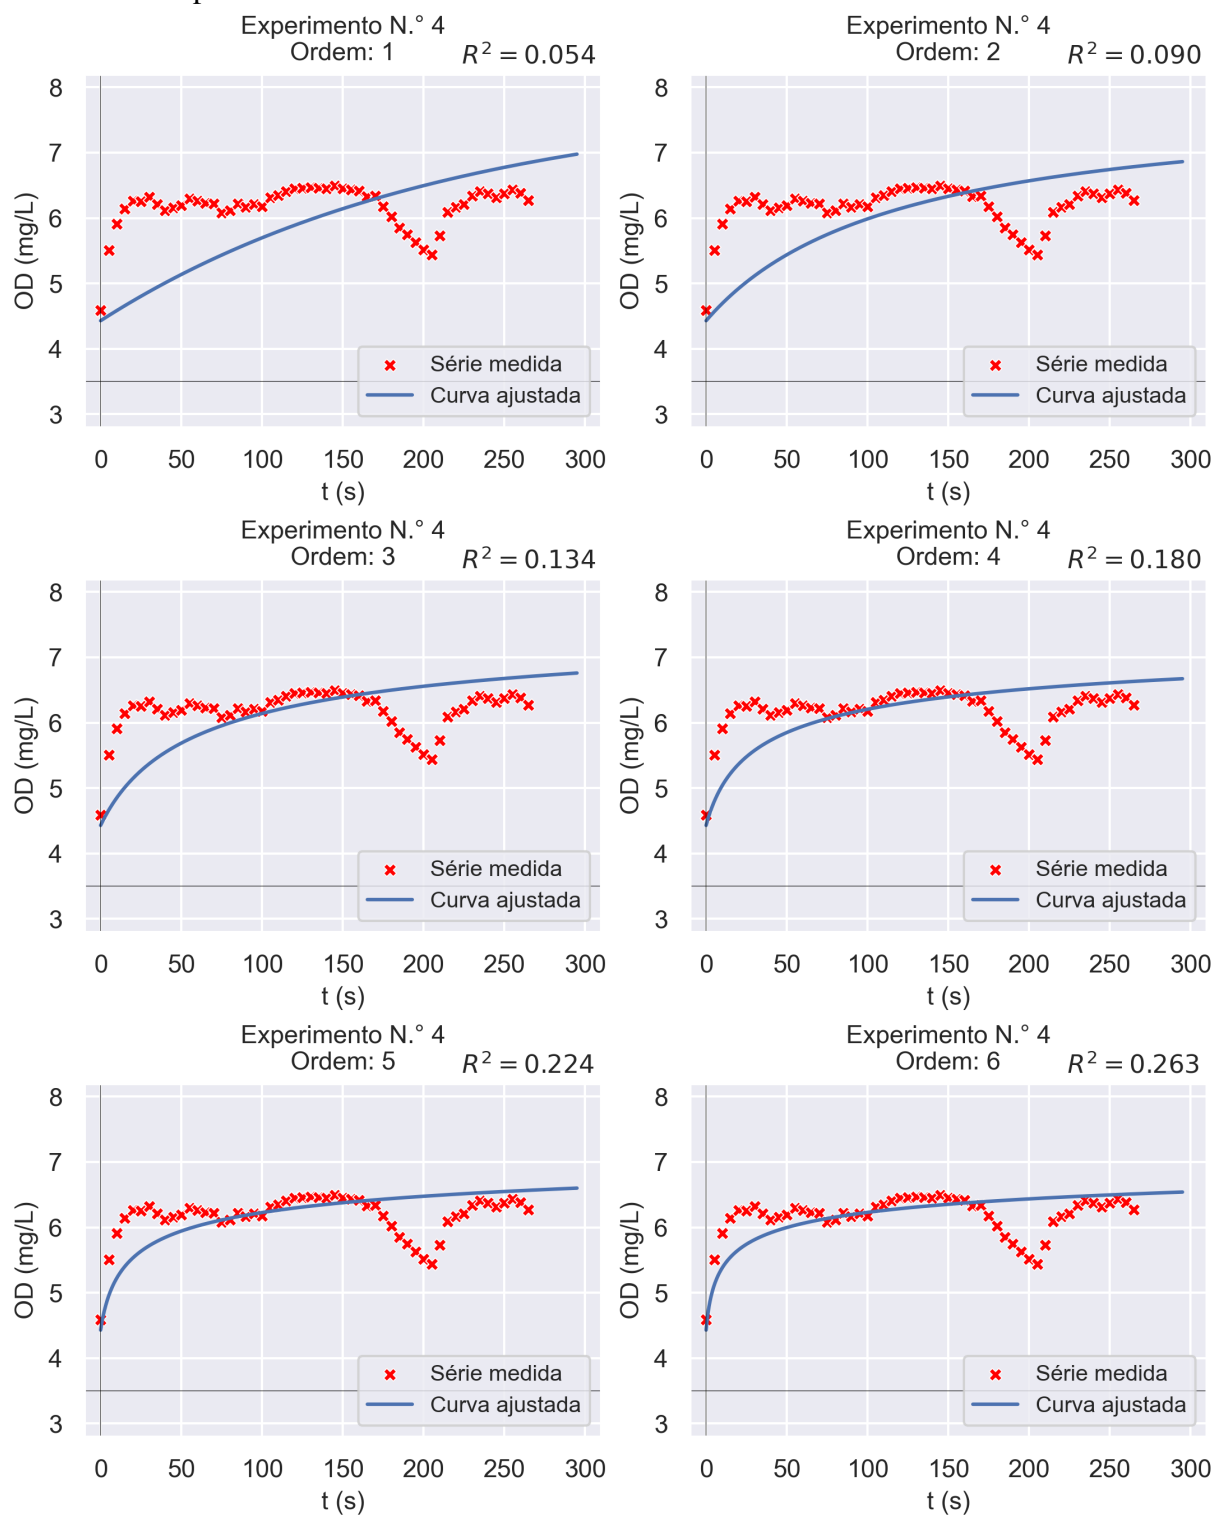 Experimento N.° 4
Ordem: 1 R² = 0.054
8
7
6
5
4
3
OD (mg/L)
Série medida
Curva ajustada
0 50 100 150 200 250 300
t (s)
Experimento N.° 4
Ordem: 2 R² = 0.090
8
7
6
5
4
3
OD (mg/L)
Série medida
Curva ajustada
0 50 100 150 200 250 300
t (s)
Experimento N.° 4
Ordem: 3 R² = 0.134
8
7
6
5
4
3
OD (mg/L)
Série medida
Curva ajustada
0 50 100 150 200 250 300
t (s)
Experimento N.° 4
Ordem: 4 R² = 0.180
8
7
6
5
4
3
OD (mg/L)
Série medida
Curva ajustada
0 50 100 150 200 250 300
t (s)
Experimento N.° 4
Ordem: 5 R² = 0.224
8
7
6
5
4
3
OD (mg/L)
Série medida
Curva ajustada
0 50 100 150 200 250 300
t (s)
Experimento N.° 4
Ordem: 6 R² = 0.263
8
7
6
5
4
3
OD (mg/L)
Série medida
Curva ajustada
0 50 100 150 200 250 300
t (s)